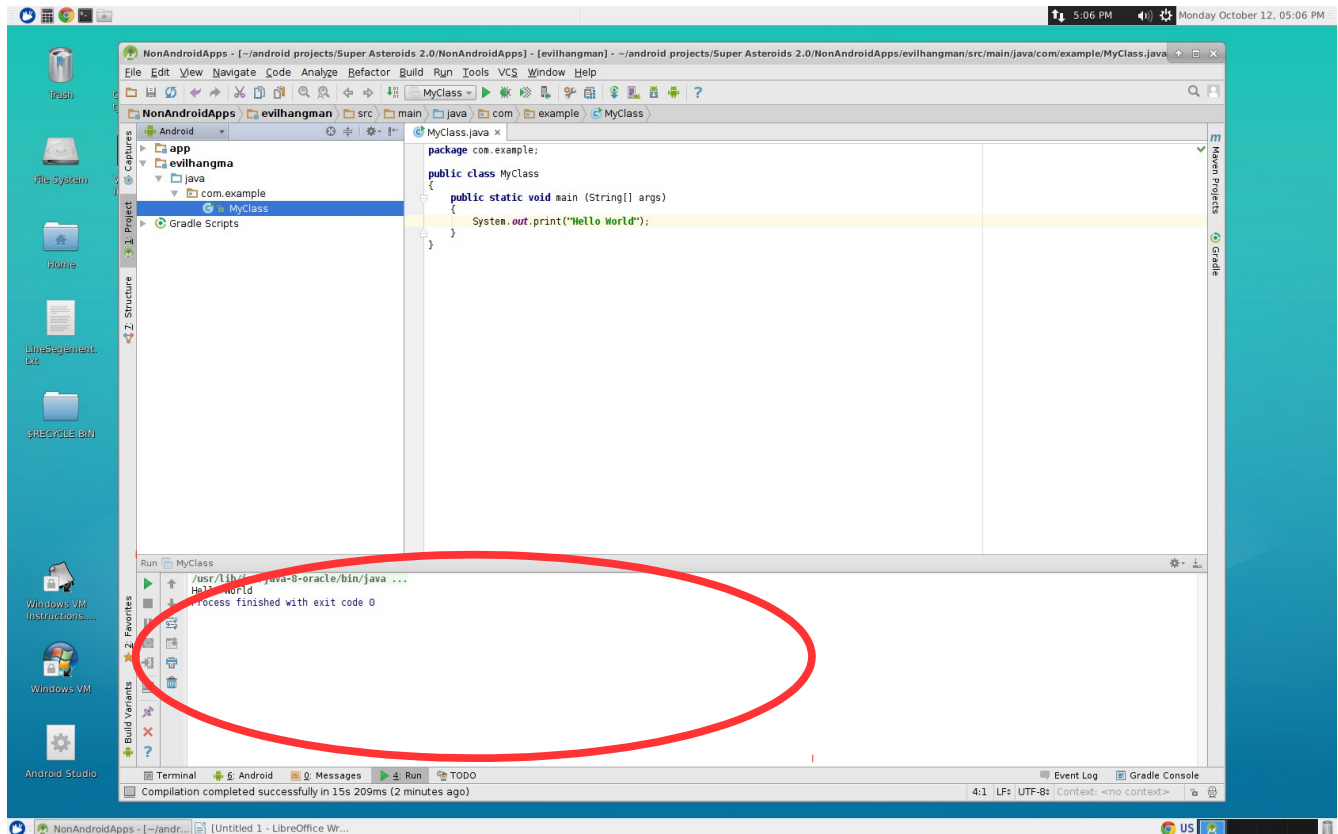 5:06 PM
Monday October 12, 05:06 PM
Trash
File System
Home
LineSegement.
txt
$RECYCLE BIN
Windows VM
Instructions....
Windows VM
Android Studio
NonAndroidApps - [~/android projects/Super Asteroids 2.0/NonAndroidApps] - [evilhangman] - ~/android projects/Super Asteroids 2.0/NonAndroidApps/evilhangman/src/main/java/com/example/MyClass.java
File Edit View Navigate Code Analyze Refactor Build Run Tools VCS Window Help
MyClass
NonAndroidApps evilhangman src main java com example MyClass
Captures
1: Project
7: Structure
2: Favorites
Build Variants
Android
app
evilhangma
java
com.example
MyClass
Gradle Scripts
MyClass.java
package com.example;
public class MyClass
{
public static void main (String[] args)
{
System.out.print("Hello World");
}
}
Maven Projects
Gradle
Run MyClass
java-8-oracle/bin/java ...
World
Process finished with exit code 0
Terminal 6: Android 0: Messages 4: Run TODO
Event Log Gradle Console
Compilation completed successfully in 15s 209ms (2 minutes ago)
4:1 LF÷ UTF-8÷ Context: <no context>
NonAndroidApps - [~/andr... [Untitled 1 - LibreOffice Wr...
US